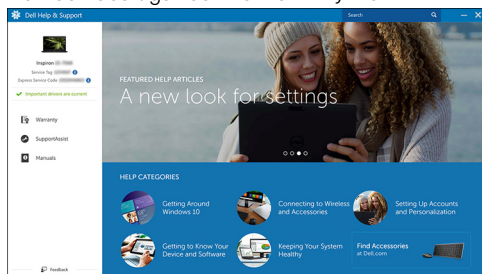 Dell Help & Support
Search
Inspiron
Service Tag
Express Service Code
Important drivers are current
Warranty
SupportAssist
Manuals
Feedback
FEATURED HELP ARTICLES
A new look for settings
HELP CATEGORIES
Getting Around
Windows 10
Connecting to Wireless
and Accessories
Setting Up Accounts
and Personalization
Getting to Know Your
Device and Software
Keeping Your System
Healthy
Find Accessories
at Dell.com